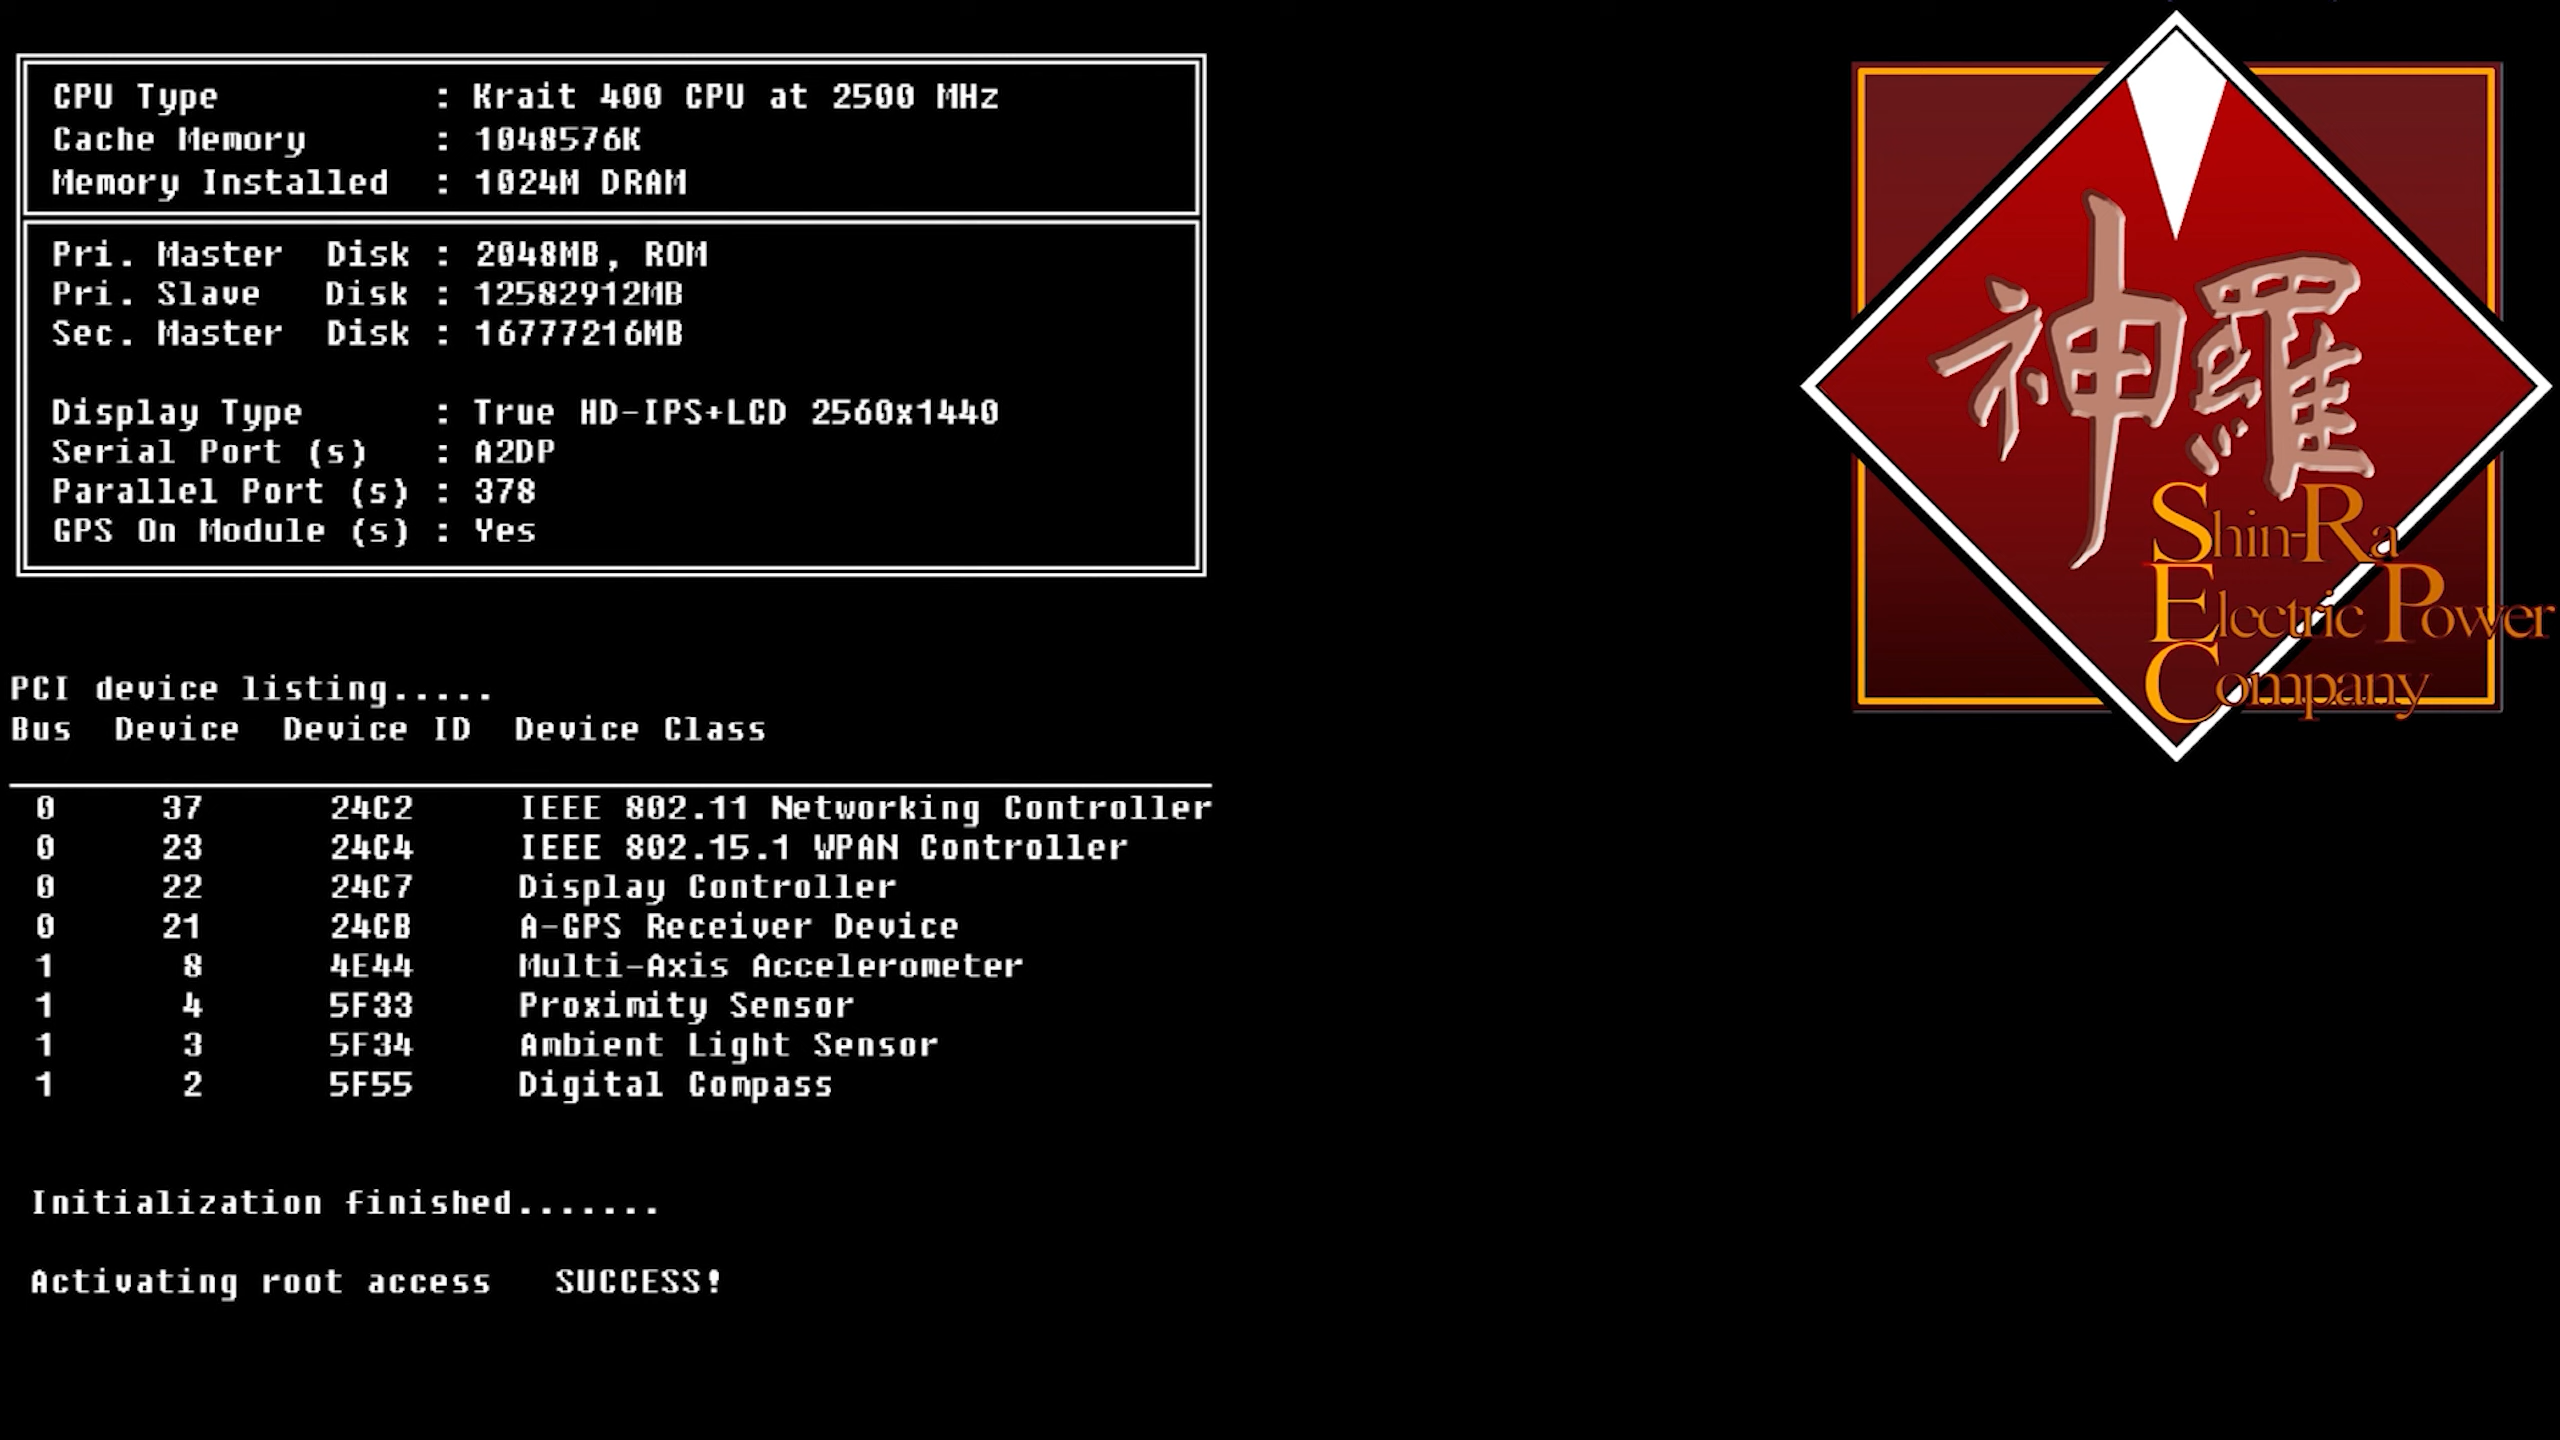 CPU Type : Krait 400 CPU at 2500 MHz
Cache Memory : 1048576K
Memory Installed : 1024M DRAM
Pri. Master Disk : 2048MB, ROM
Pri. Slave Disk : 12582912MB
Sec. Master Disk : 16777216MB
Display Type : True HD-IPS+LCD 2560x1440
Serial Port (s) : A2DP
Parallel Port (s) : 378
GPS On Module (s) : Yes
PCI device listing.....
Bus Device Device ID Device Class
0 37 24C2 IEEE 802.11 Networking Controller
0 23 24C4 IEEE 802.15.1 WPAN Controller
0 22 24C7 Display Controller
0 21 24CB A-GPS Receiver Device
1 8 4E44 Multi-Axis Accelerometer
1 4 5F33 Proximity Sensor
1 3 5F34 Ambient Light Sensor
1 2 5F55 Digital Compass
Initialization finished.......
Activating root access SUCCESS!
神羅
Shin-Ra
Electric Power
Company